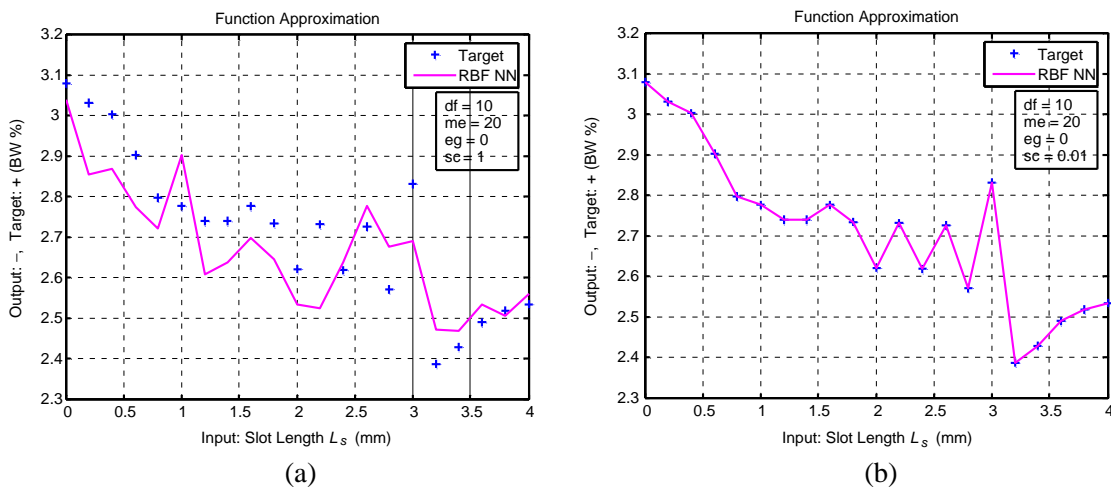 Function Approximation
3.2
3.1
3
2.9
2.8
2.7
2.6
2.5
2.4
2.3
0
0.5
1
1.5
2
2.5
3
3.5
4
Output: −, Target: + (BW %)
Input: Slot Length L s (mm)
+ Target
RBF NN
df = 10
me = 20
eg = 0
sc = 1
(a)
Function Approximation
3.2
3.1
3
2.9
2.8
2.7
2.6
2.5
2.4
2.3
0
0.5
1
1.5
2
2.5
3
3.5
4
Output: −, Target: + (BW %)
Input: Slot Length L s (mm)
+ Target
RBF NN
df = 10
me = 20
eg = 0
sc = 0.01
(b)